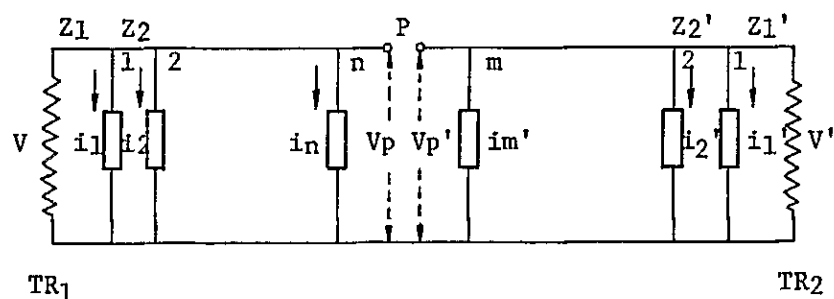 Z1 Z2 P Z2' Z1'
1 2 n m 2 1
V i1 i2 in Vp Vp' im' i2' i1' V'
TR1 TR2